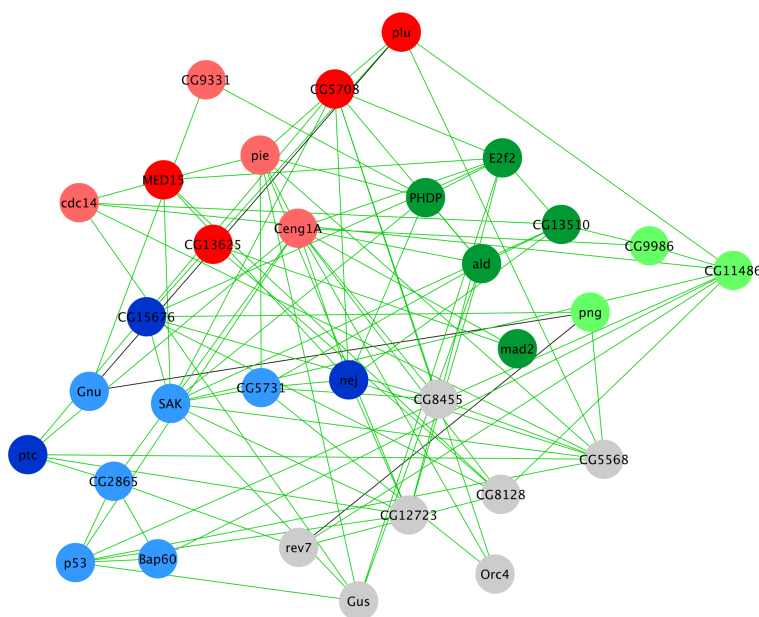 plu
CG9331
CG5708
pie
E2f2
MED15
cdc14
PHDP
Ceng1A
CG13510
CG13625
CG9986
ald
CG11486
CG15676
png
mad2
Gnu
SAK
CG5731
nej
CG8455
ptc
CG5568
CG2865
CG8128
CG12723
rev7
p53
Bap60
Orc4
Gus